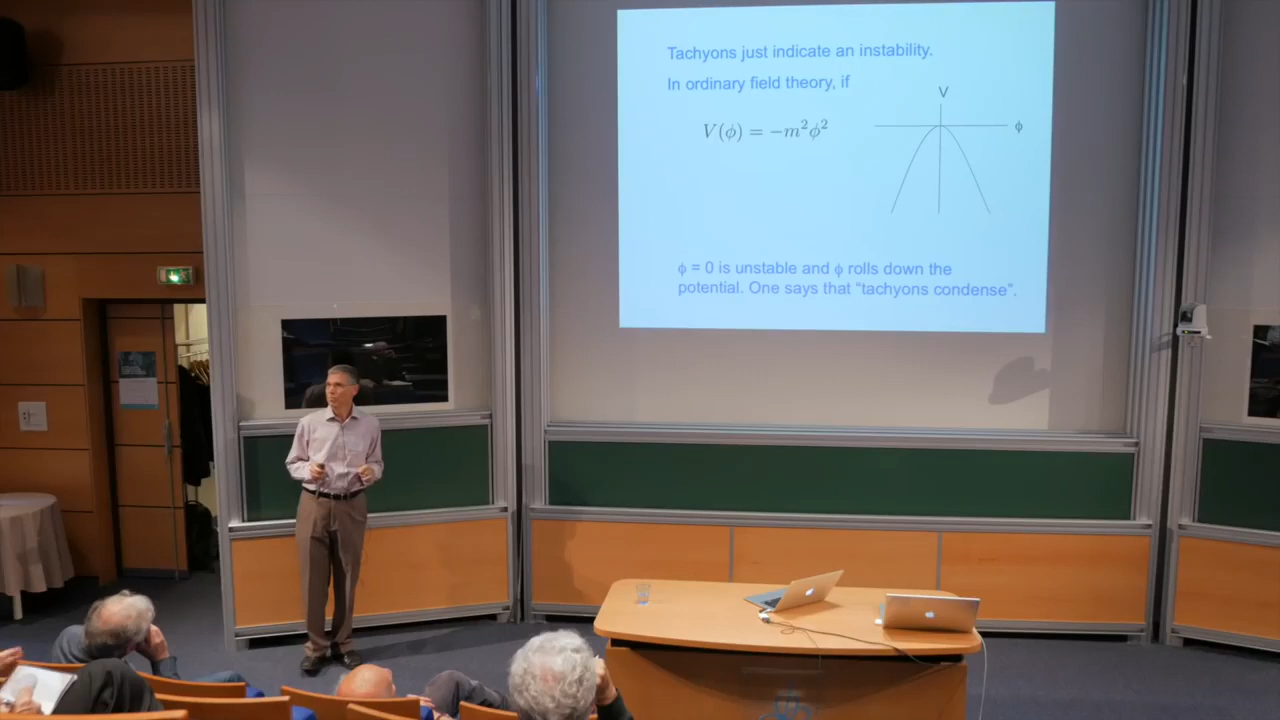 Tachyons just indicate an instability.
In ordinary field theory, if
V
V(ϕ) = −m²ϕ²
ϕ
ϕ = 0 is unstable and ϕ rolls down the
potential. One says that "tachyons condense".